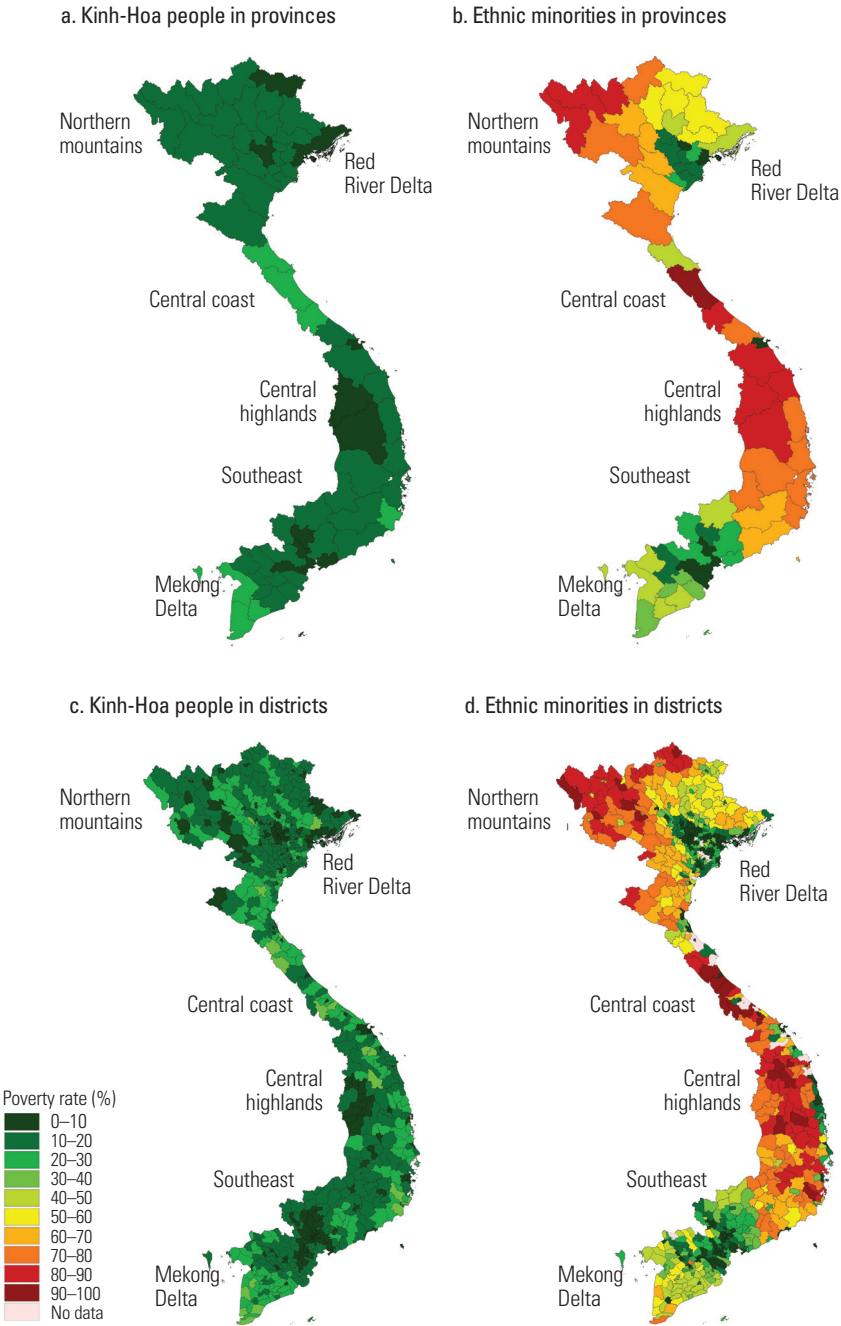 a. Kinh-Hoa people in provinces
Northern
mountains
Red
River Delta
Central coast
Central
highlands
Southeast
Mekong
Delta
b. Ethnic minorities in provinces
Northern
mountains
Red
River Delta
Central coast
Central
highlands
Southeast
Mekong
Delta
c. Kinh-Hoa people in districts
Northern
mountains
Red
River Delta
Central coast
Central
highlands
Southeast
Mekong
Delta
Poverty rate (%)
0–10
10–20
20–30
30–40
40–50
50–60
60–70
70–80
80–90
90–100
No data
d. Ethnic minorities in districts
Northern
mountains
Red
River Delta
Central coast
Central
highlands
Southeast
Mekong
Delta